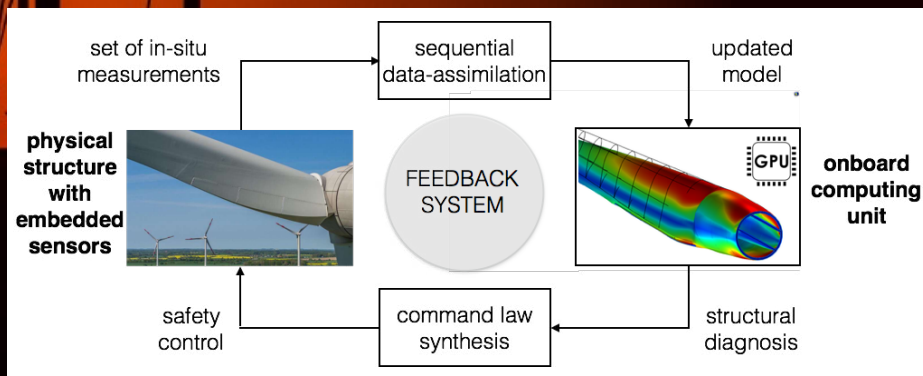 set of in-situ
measurements
sequential
data-assimilation
updated
model
physical
structure
with
embedded
sensors
FEEDBACK
SYSTEM
GPU
onboard
computing
unit
safety
control
command law
synthesis
structural
diagnosis